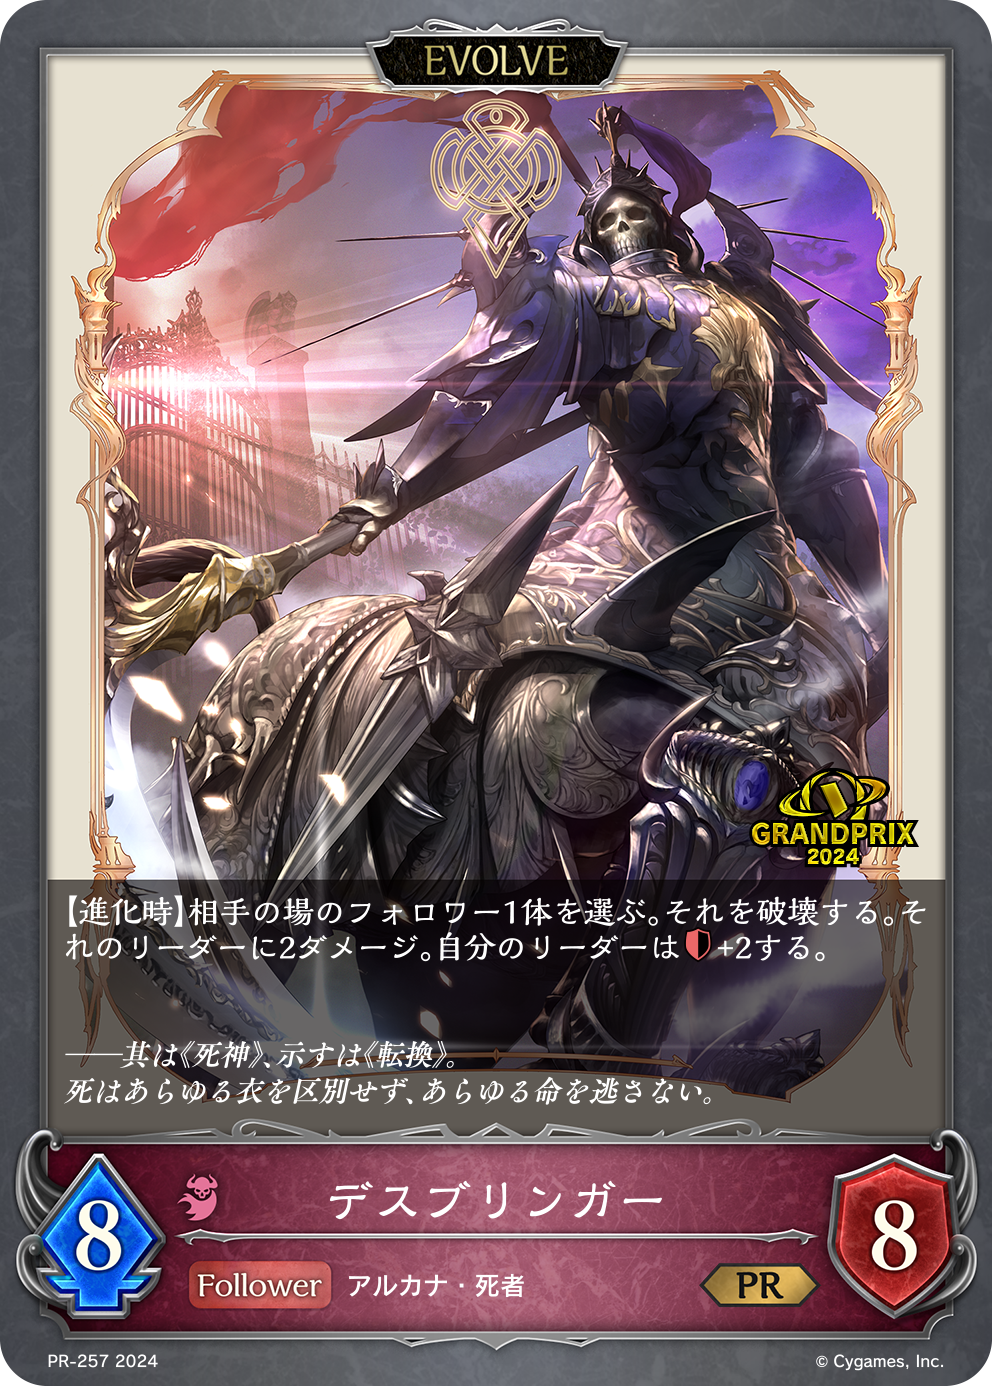 EVOLVE
GRANDPRIX
2024
【進化時】相手の場のフォロワー1体を選ぶ。それを破壊する。そ
れのリーダーに2ダメージ。自分のリーダーは+2する。
――其は《死神》、示すは《転換》。
死はあらゆる衣を区別せず、あらゆる命を逃さない。
8
デスブリンガー
8
Follower
アルカナ・死者
PR
PR-257 2024
© Cygames, Inc.